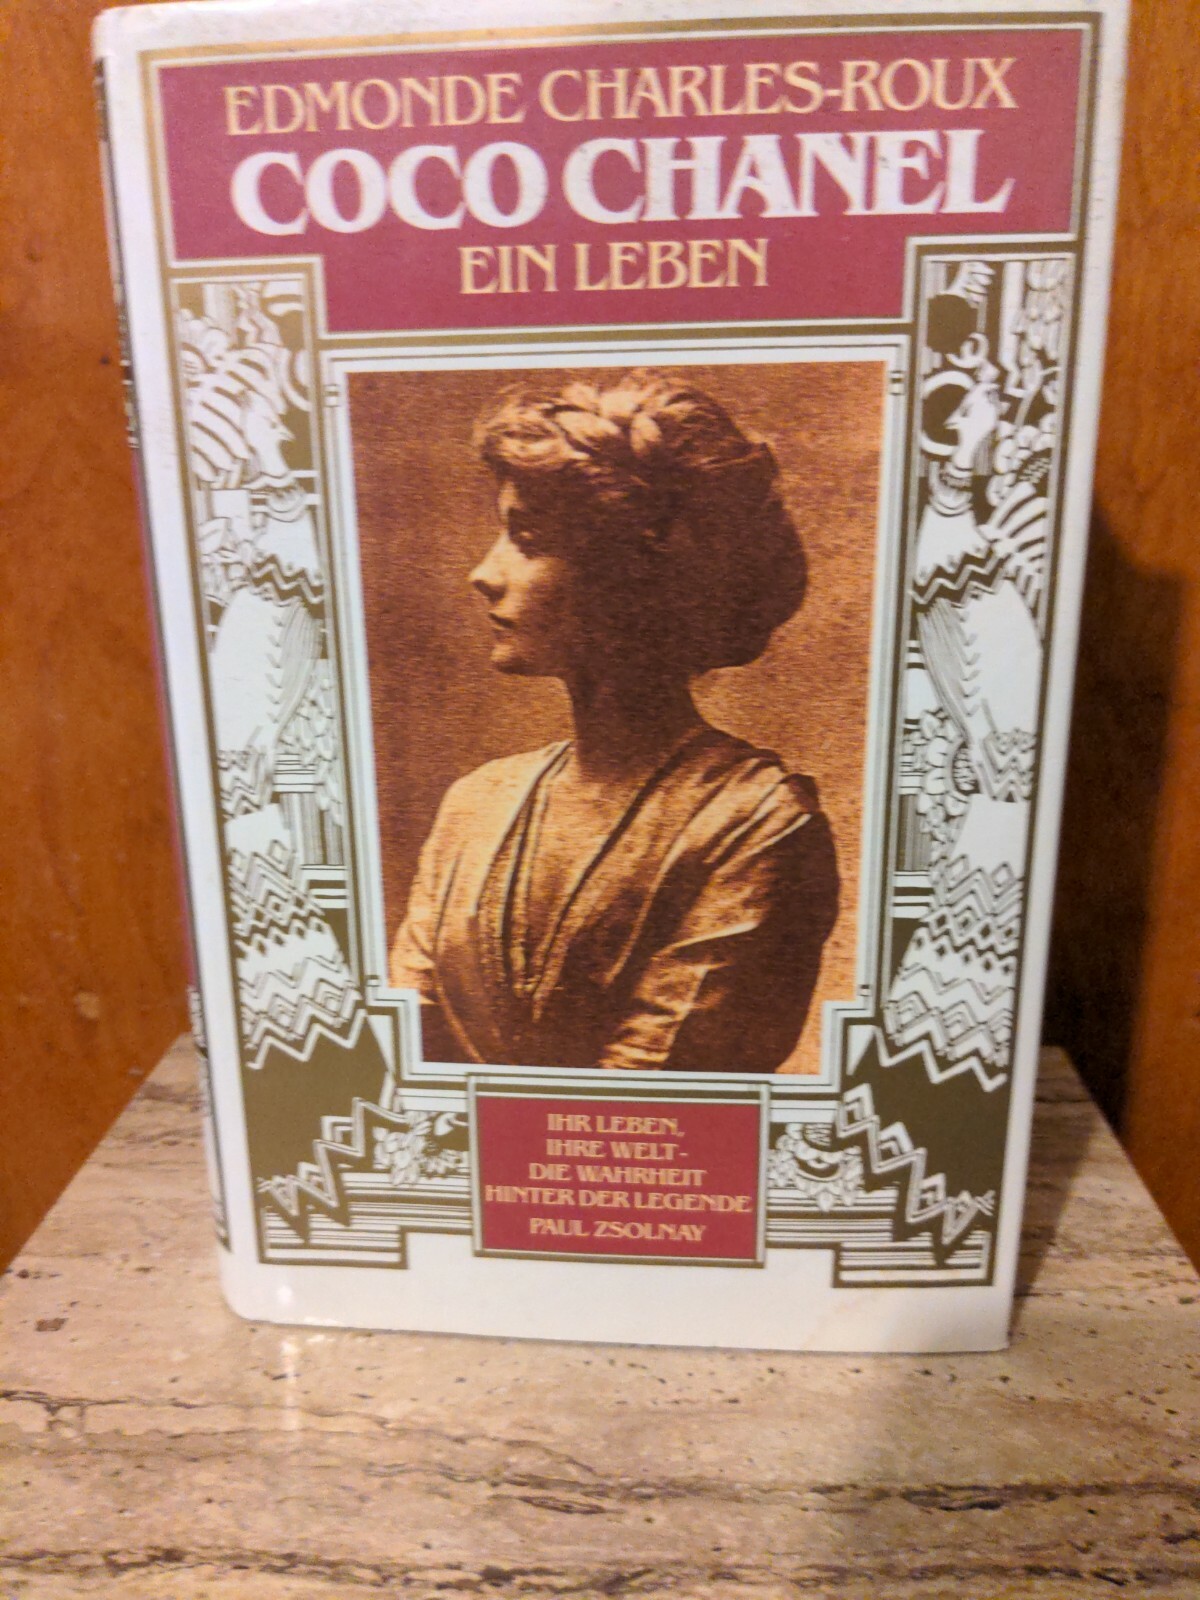 EDMONDE CHARLES-ROUX
COCO CHANEL
EIN LEBEN
IHR LEBEN,
IHRE WELT-
DIE WAHRHEIT
HINTER DER LEGENDE
PAUL ZSOLNAY